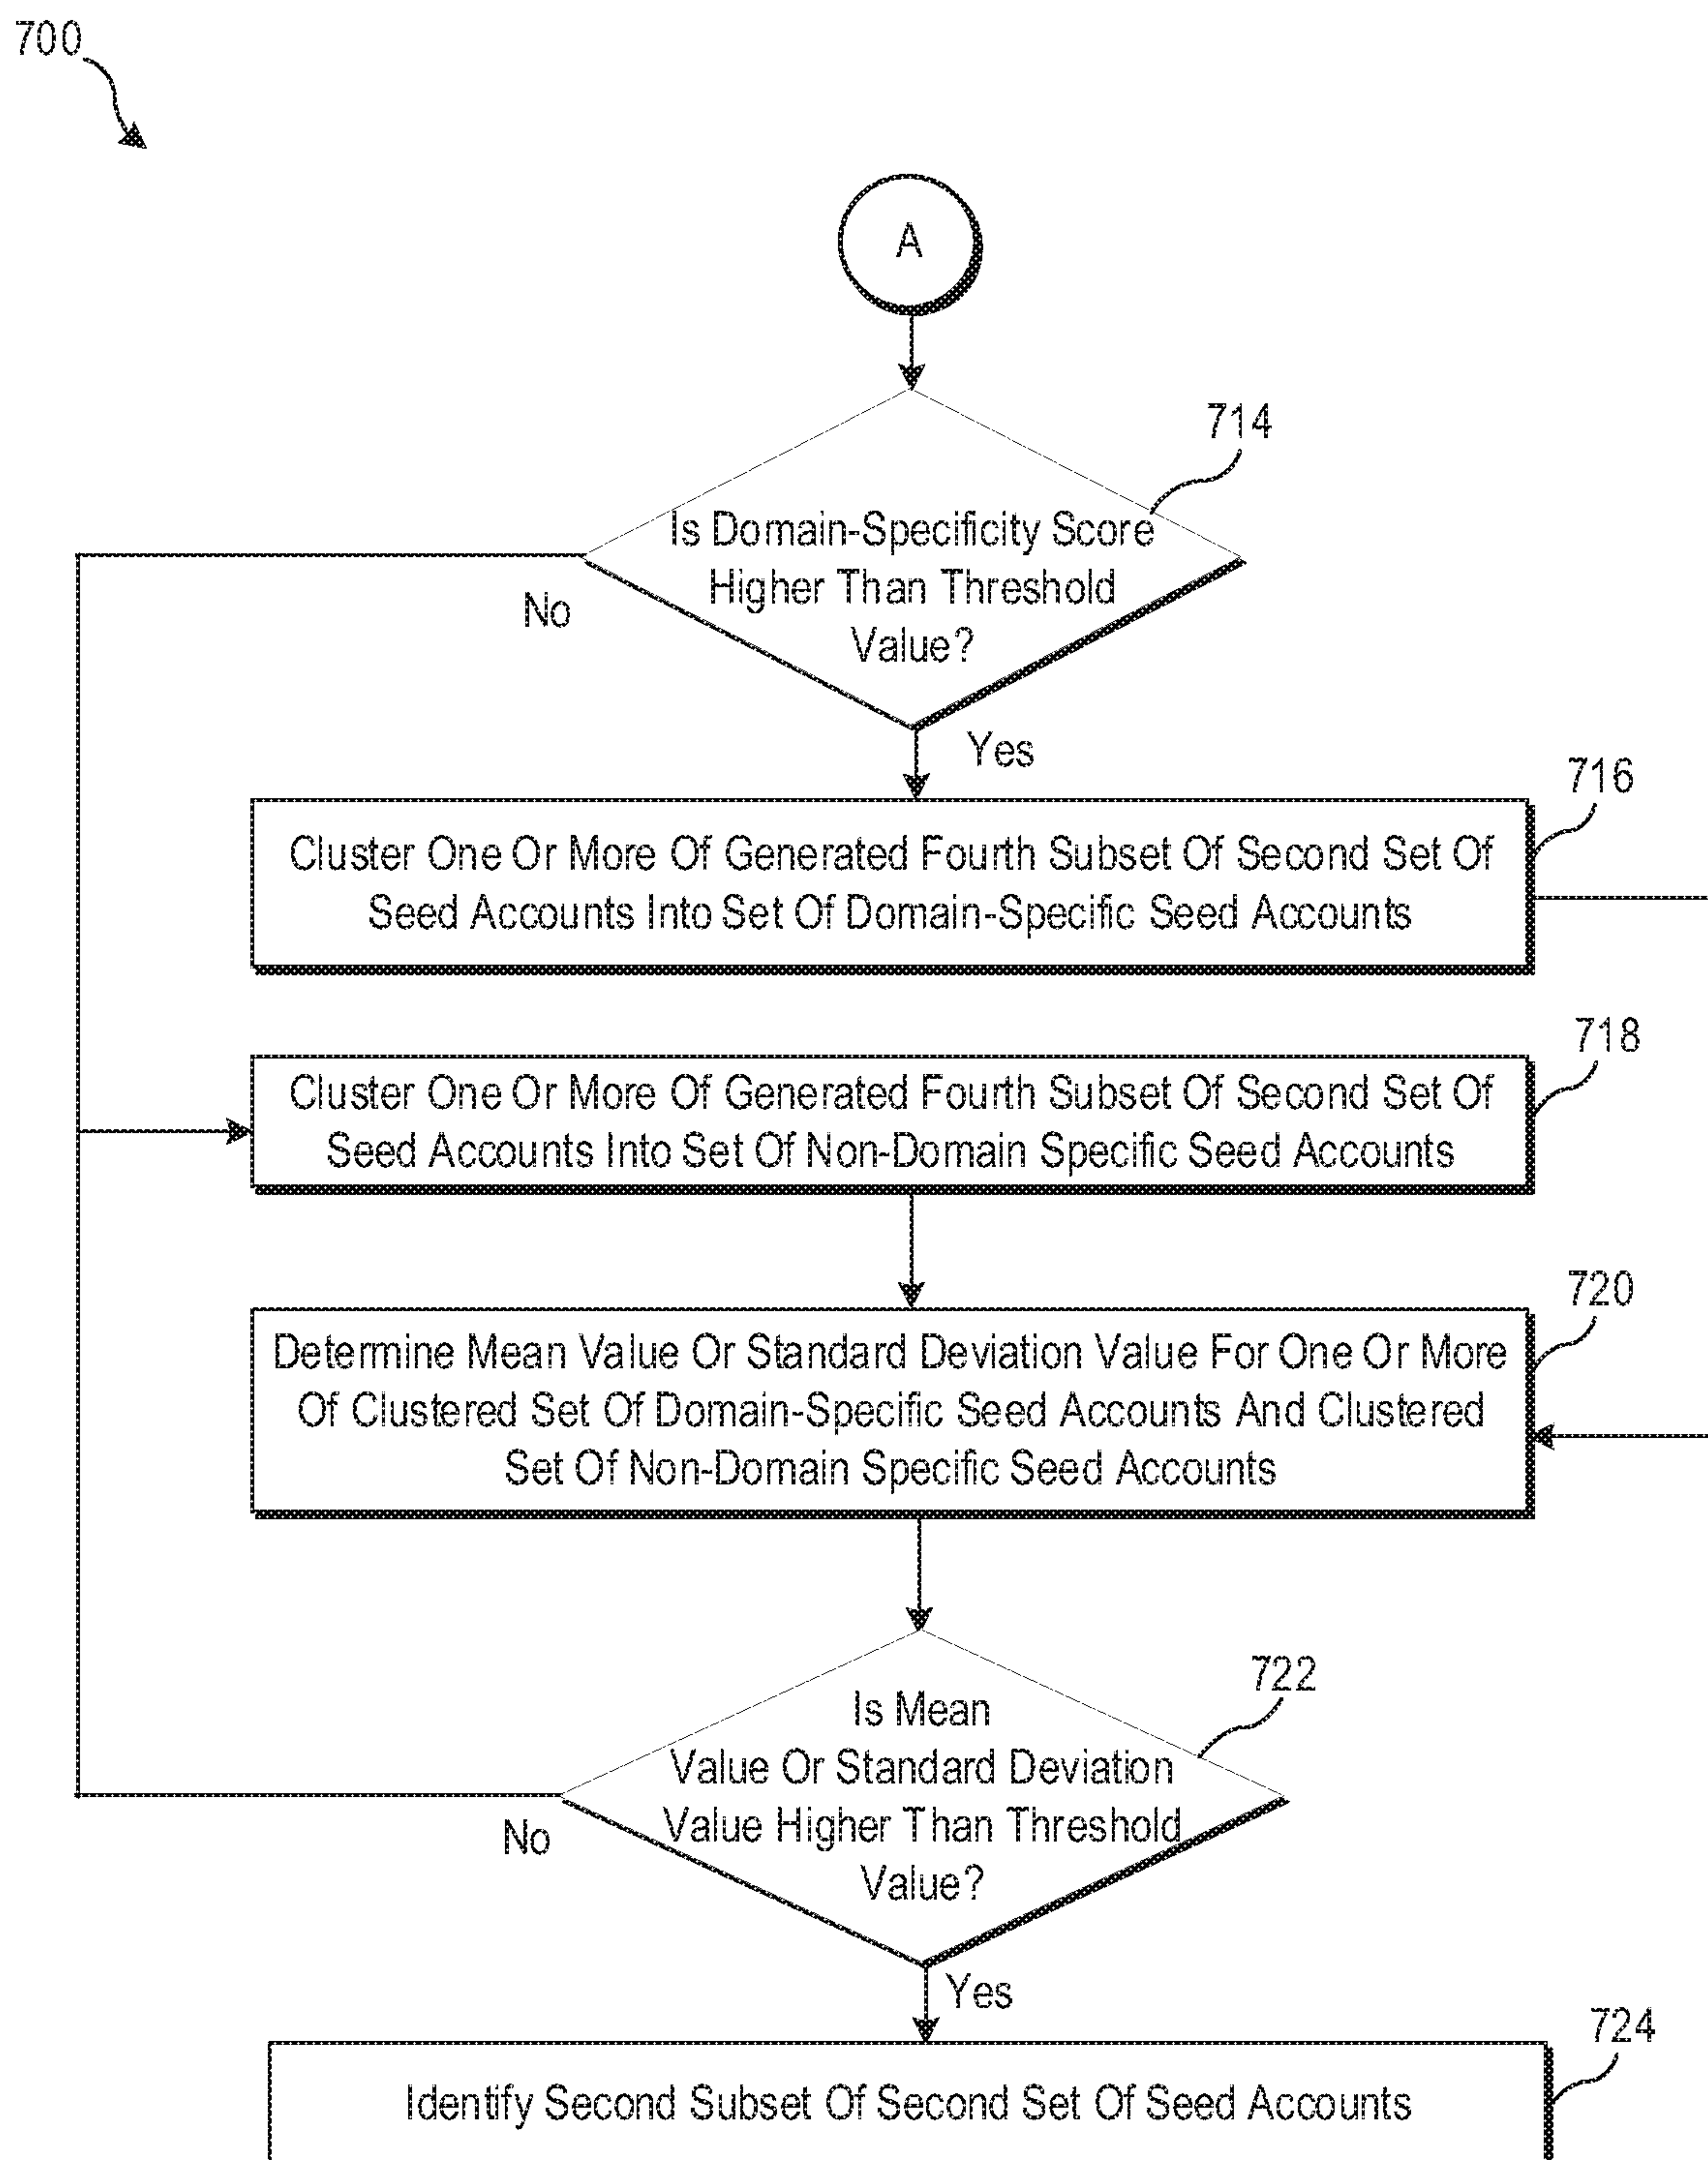 700
A
714
Is Domain-Specificity Score
Higher Than Threshold
Value?
No
Yes
716
Cluster One Or More Of Generated Fourth Subset Of Second Set Of
Seed Accounts Into Set Of Domain-Specific Seed Accounts
718
Cluster One Or More Of Generated Fourth Subset Of Second Set Of
Seed Accounts Into Set Of Non-Domain Specific Seed Accounts
720
Determine Mean Value Or Standard Deviation Value For One Or More
Of Clustered Set Of Domain-Specific Seed Accounts And Clustered
Set Of Non-Domain Specific Seed Accounts
722
Is Mean
Value Or Standard Deviation
Value Higher Than Threshold
Value?
No
Yes
724
Identify Second Subset Of Second Set Of Seed Accounts